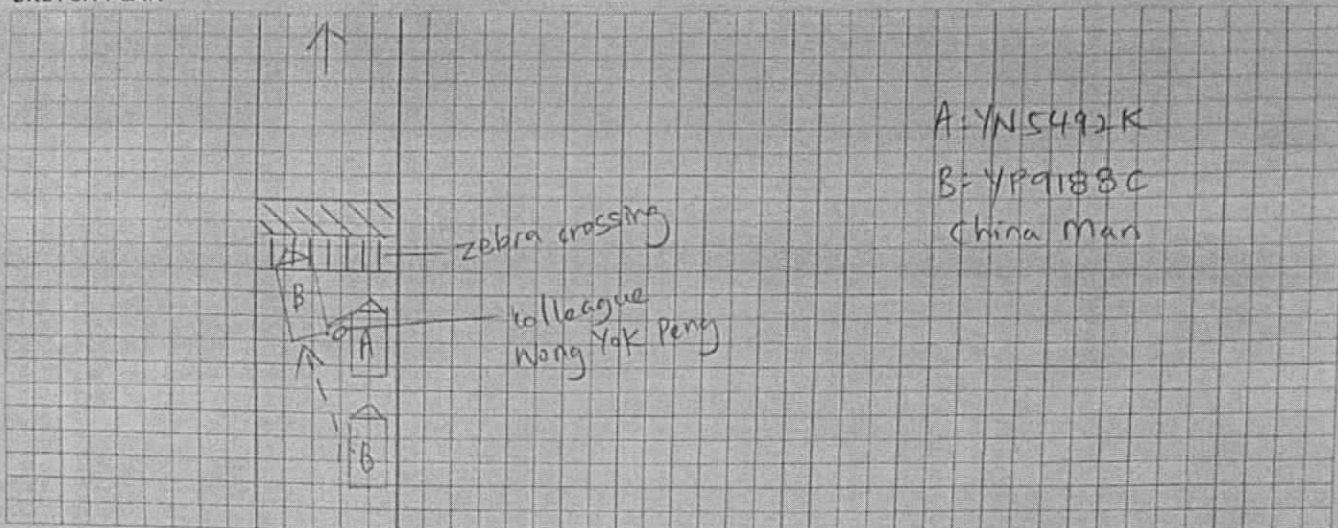 A: YN5492K
B: YP9188C
China Man
zebra crossing
B
colleague
Wong Yok Peng
A
B